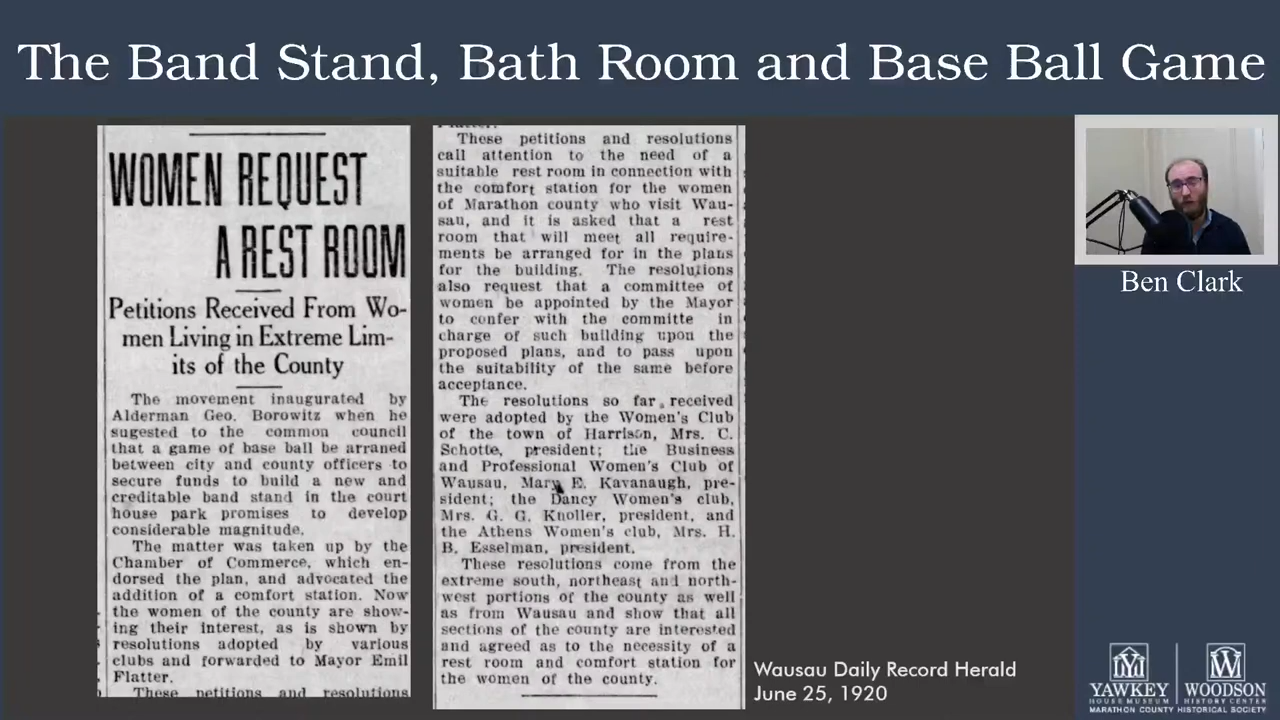 The Band Stand, Bath Room and Base Ball Game
WOMEN REQUEST
A REST ROOM
Petitions Received From Wo-
men Living in Extreme Lim-
its of the County
The movement inaugurated by
Alderman Geo. Borowitz when he
sugested to the common council
that a game of base ball be arraned
between city and county officers to
secure funds to build a new and
creditable band stand in the court
house park promises to develop
considerable magnitude.
The matter was taken up by the
Chamber of Commerce, which en-
dorsed the plan, and advocated the
addition of a comfort station. Now
the women of the county are show-
ing their interest, as is shown by
resolutions adopted by various
clubs and forwarded to Mayor Emil
Flatter.
These petitions and resolutions
Flatter.
These petitions and resolutions
call attention to the need of a
suitable rest room in connection with
the comfort station for the women
of Marathon county who visit Wau-
sau, and it is asked that a rest
room that will meet all require-
ments be arranged for in the plans
for the building. The resolutions
also request that a committee of
women be appointed by the Mayor
to confer with the committe in
charge of such building upon the
proposed plans, and to pass upon
the suitability of the same before
acceptance.
The resolutions so far received
were adopted by the Women's Club
of the town of Harrison, Mrs. C.
Schotte, president; the Business
and Professional Women's Club of
Wausau, Mary E. Kavanaugh, pre-
sident; the Dancy Women's club,
Mrs. G. G. Knoller, president, and
the Athens Women's club, Mrs. H.
B. Esselman, president.
These resolutions come from the
extreme south, northeast and north-
west portions of the county as well
as from Wausau and show that all
sections of the county are interested
and agreed as to the necessity of a
rest room and comfort station for
the women of the county.
Wausau Daily Record Herald
June 25, 1920
Ben Clark
YAWKEY
HOUSE MUSEUM
WOODSON
HISTORY CENTER
MARATHON COUNTY HISTORICAL SOCIETY